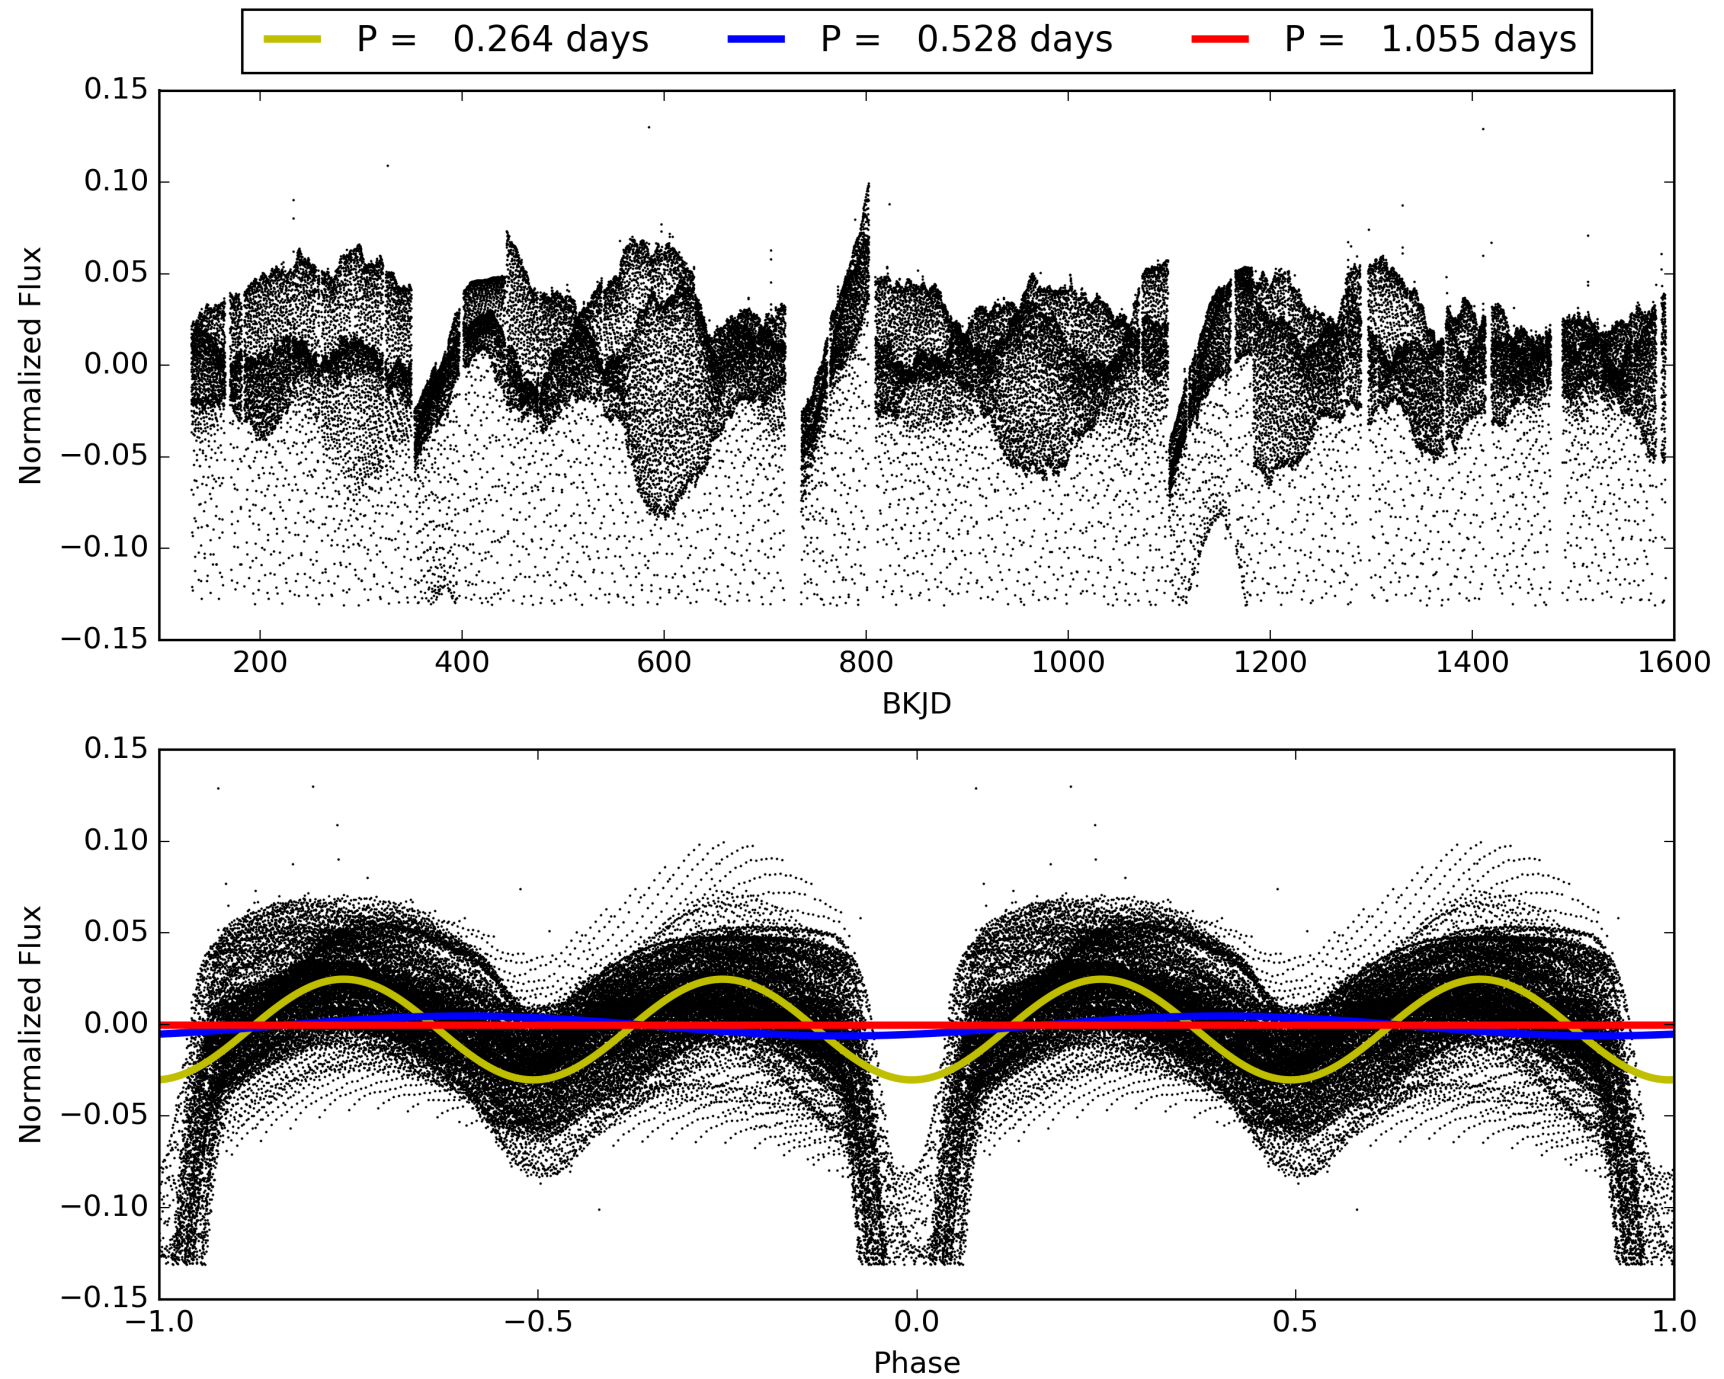 P = 0.264 days P = 0.528 days P = 1.055 days
0.15
0.10
0.05
0.00
−0.05
−0.10
−0.15
Normalized Flux
200 400 600 800 1000 1200 1400 1600
BKJD
0.15
0.10
0.05
0.00
−0.05
−0.10
−0.15
Normalized Flux
−1.0 −0.5 0.0 0.5 1.0
Phase